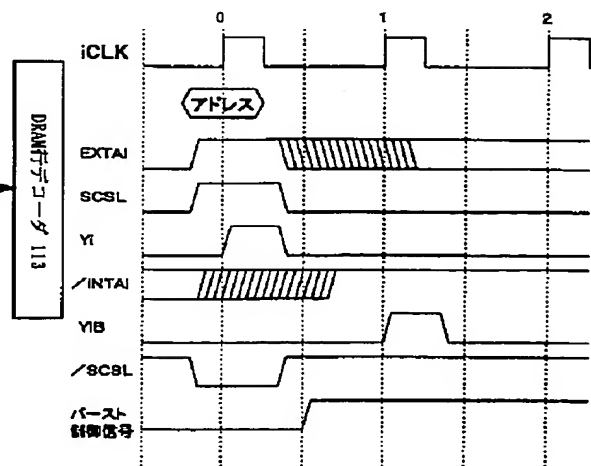 0 1 2
iCLK
アドレス
EXTAI
SCSL
YI
/INTAI
YIB
/SCSL
バースト
制御信号
DRAM行デコーダ 113